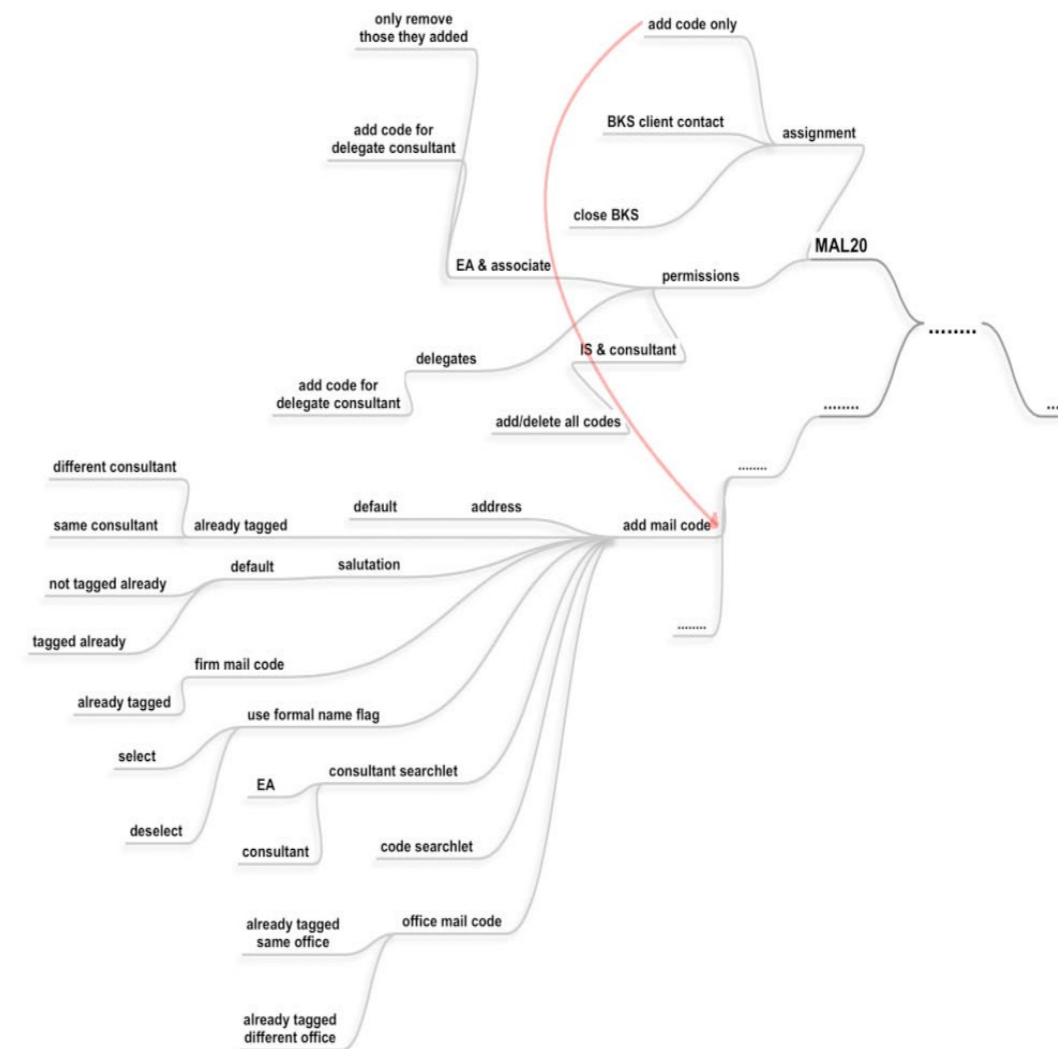 only remove
those they added
add code only
add code for
delegate consultant
BKS client contact
assignment
close BKS
MAL20
EA & associate
permissions
........
IS & consultant
delegates
add code for
delegate consultant
........
...
add/delete all codes
different consultant
........
default
address
same consultant
already tagged
add mail code
not tagged already
default
salutation
tagged already
........
firm mail code
already tagged
use formal name flag
select
EA
consultant searchlet
deselect
consultant
code searchlet
already tagged
same office
office mail code
already tagged
different office